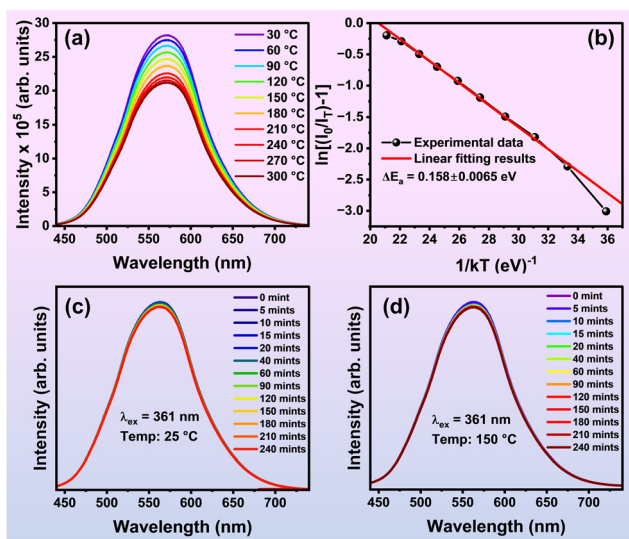 (a)
30 °C
60 °C
90 °C
120 °C
150 °C
180 °C
210 °C
240 °C
270 °C
300 °C
Intensity x 10⁵ (arb. units)
30
25
20
15
10
5
0
450 500 550 600 650 700
Wavelength (nm)
(b)
ln[(I₀/I_T)-1]
0.0
-0.5
-1.0
-1.5
-2.0
-2.5
-3.0
Experimental data
Linear fitting results
ΔEₐ = 0.158±0.0065 eV
20 22 24 26 28 30 32 34 36
1/kT (eV)⁻¹
(c)
0 mint
5 mints
10 mints
15 mints
20 mints
40 mints
60 mints
90 mints
120 mints
150 mints
180 mints
210 mints
240 mints
λₑₓ = 361 nm
Temp: 25 °C
Intensity (arb. units)
450 500 550 600 650 700
Wavelength (nm)
(d)
0 mint
5 mints
10 mints
15 mints
20 mints
40 mints
60 mints
90 mints
120 mints
150 mints
180 mints
210 mints
240 mints
λₑₓ = 361 nm
Temp: 150 °C
Intensity (arb. units)
450 500 550 600 650 700
Wavelength (nm)